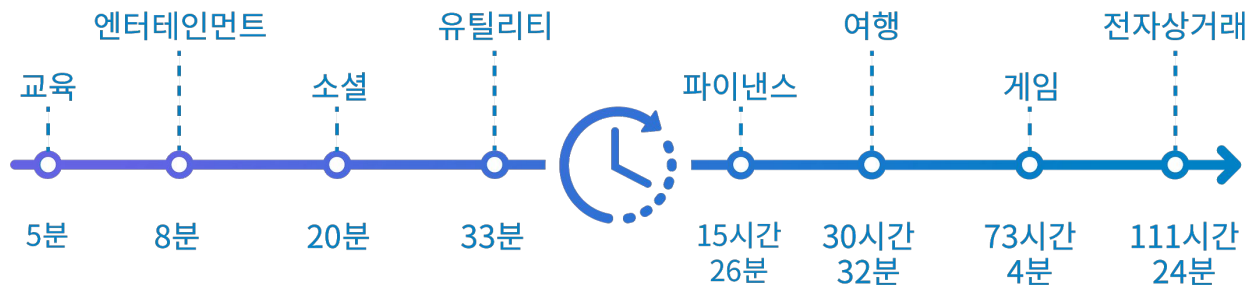 엔터테인먼트
유틸리티
여행
전자상거래
교육
소셜
파이낸스
게임
5분
8분
20분
33분
15시간
26분
30시간
32분
73시간
4분
111시간
24분